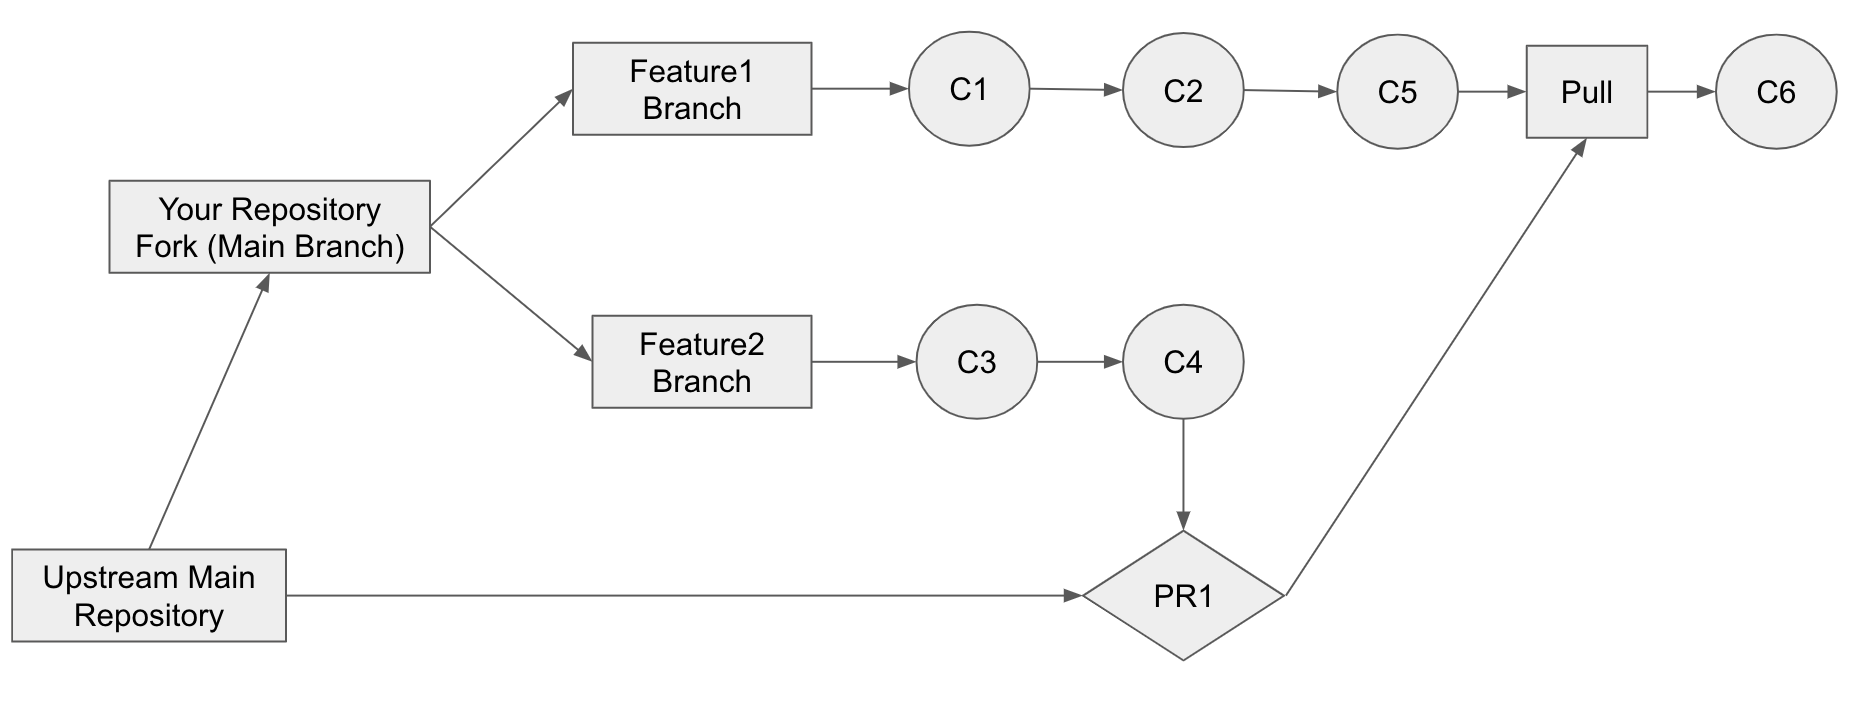 Feature1
Branch
C1
C2
C5
Pull
C6
Your Repository
Fork (Main Branch)
Feature2
Branch
C3
C4
Upstream Main
Repository
PR1